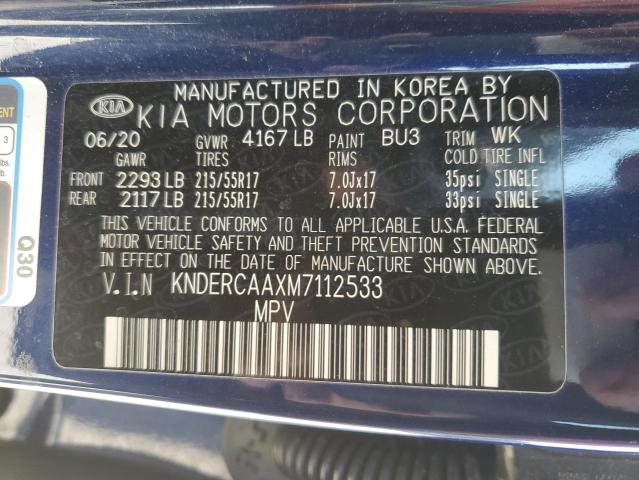 MANUFACTURED IN KOREA BY
KIA KIA MOTORS CORPORATION
06/20 GVWR 4167 LB PAINT BU3 TRIM WK
GAWR TIRES RIMS COLD TIRE INFL
FRONT 2293 LB 215/55R17 7.0Jx17 35psi SINGLE
REAR 2117 LB 215/55R17 7.0Jx17 33psi SINGLE
THIS VEHICLE CONFORMS TO ALL APPLICABLE U.S.A. FEDERAL
MOTOR VEHICLE SAFETY AND THEFT PREVENTION STANDARDS
IN EFFECT ON THE DATE OF MANUFACTURE SHOWN ABOVE.
V.I.N KNDERCAAXM7112533
MPV
Q30
3
lbs.